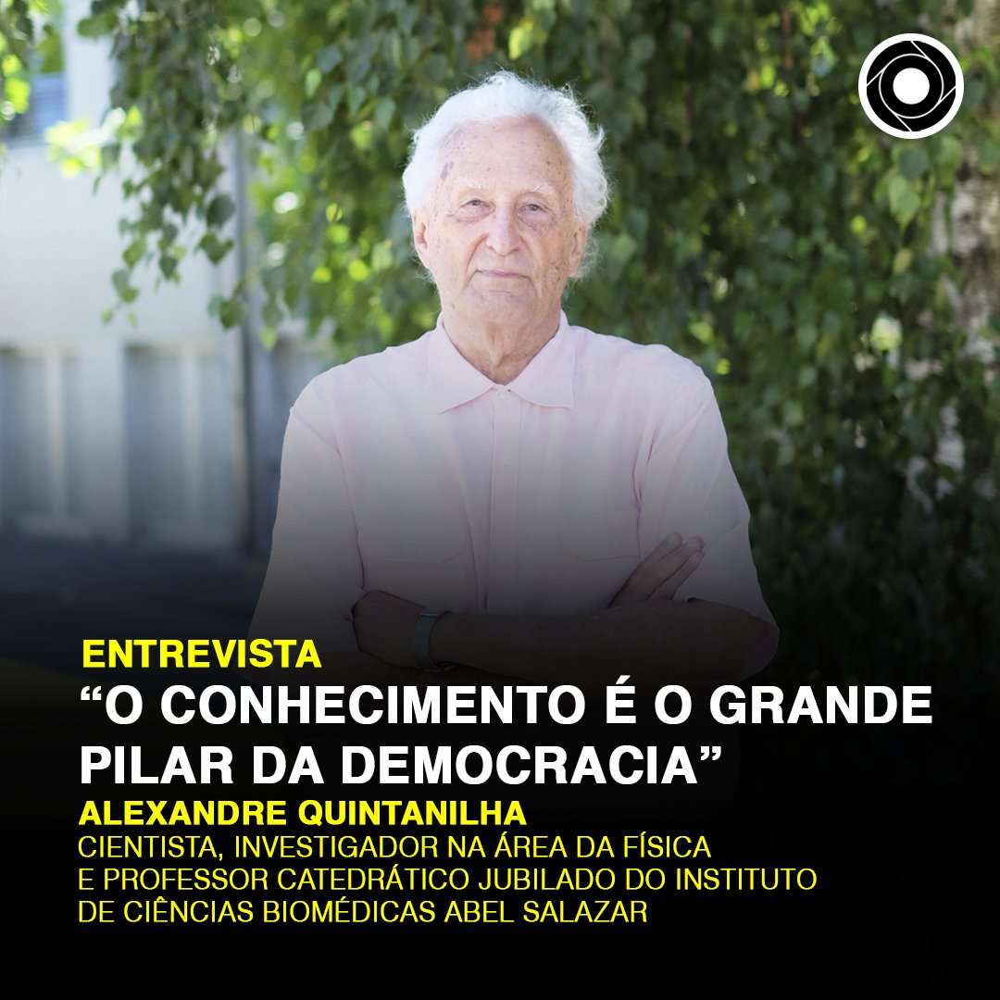 ENTREVISTA
“O CONHECIMENTO É O GRANDE
PILAR DA DEMOCRACIA”
ALEXANDRE QUINTANILHA
CIENTISTA, INVESTIGADOR NA ÁREA DA FÍSICA
E PROFESSOR CATEDRÁTICO JUBILADO DO INSTITUTO
DE CIÊNCIAS BIOMÉDICAS ABEL SALAZAR